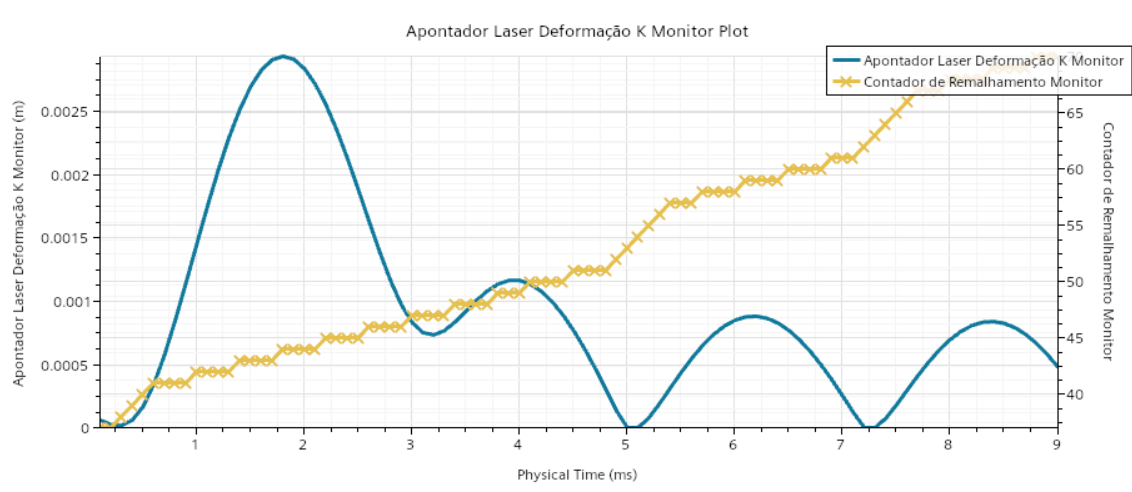 Apontador Laser Deformação K Monitor Plot
Apontador Laser Deformação K Monitor
Contador de Remalhamento Monitor
Apontador Laser Deformação K Monitor (m)
0.0025
0.002
0.0015
0.001
0.0005
0
65
60
55
50
45
40
Contador de Remalhamento Monitor
1 2 3 4 5 6 7 8 9
Physical Time (ms)